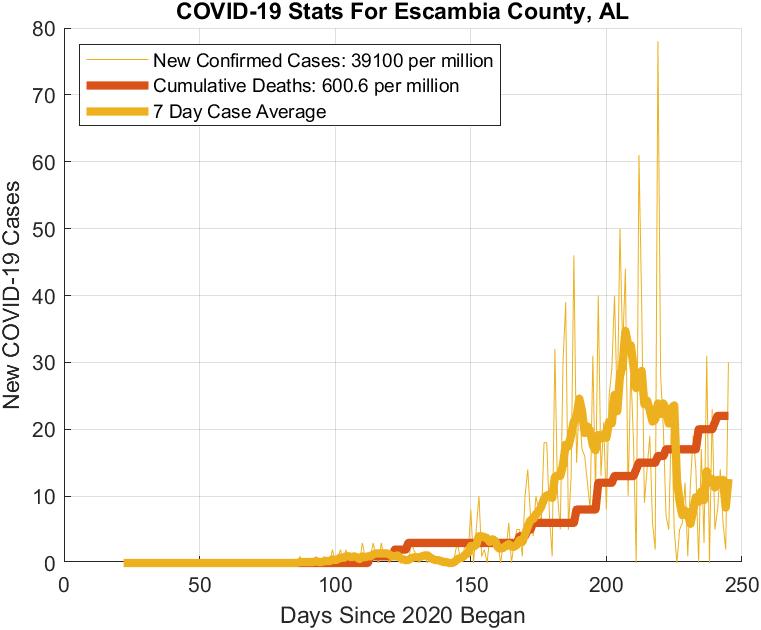 COVID-19 Stats For Escambia County, AL
New Confirmed Cases: 39100 per million
Cumulative Deaths: 600.6 per million
7 Day Case Average
New COVID-19 Cases
80
70
60
50
40
30
20
10
0
0 50 100 150 200 250
Days Since 2020 Began